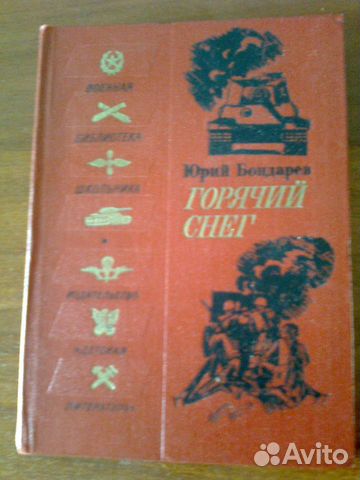 ВОЕННАЯ
БИБЛИОТЕКА
ШКОЛЬНИКА
ИЗДАТЕЛЬСТВО
ДЕТСКАЯ
ЛИТЕРАТУРА
Юрий Бондарев
ГОРЯЧИЙ
СНЕГ
Avito